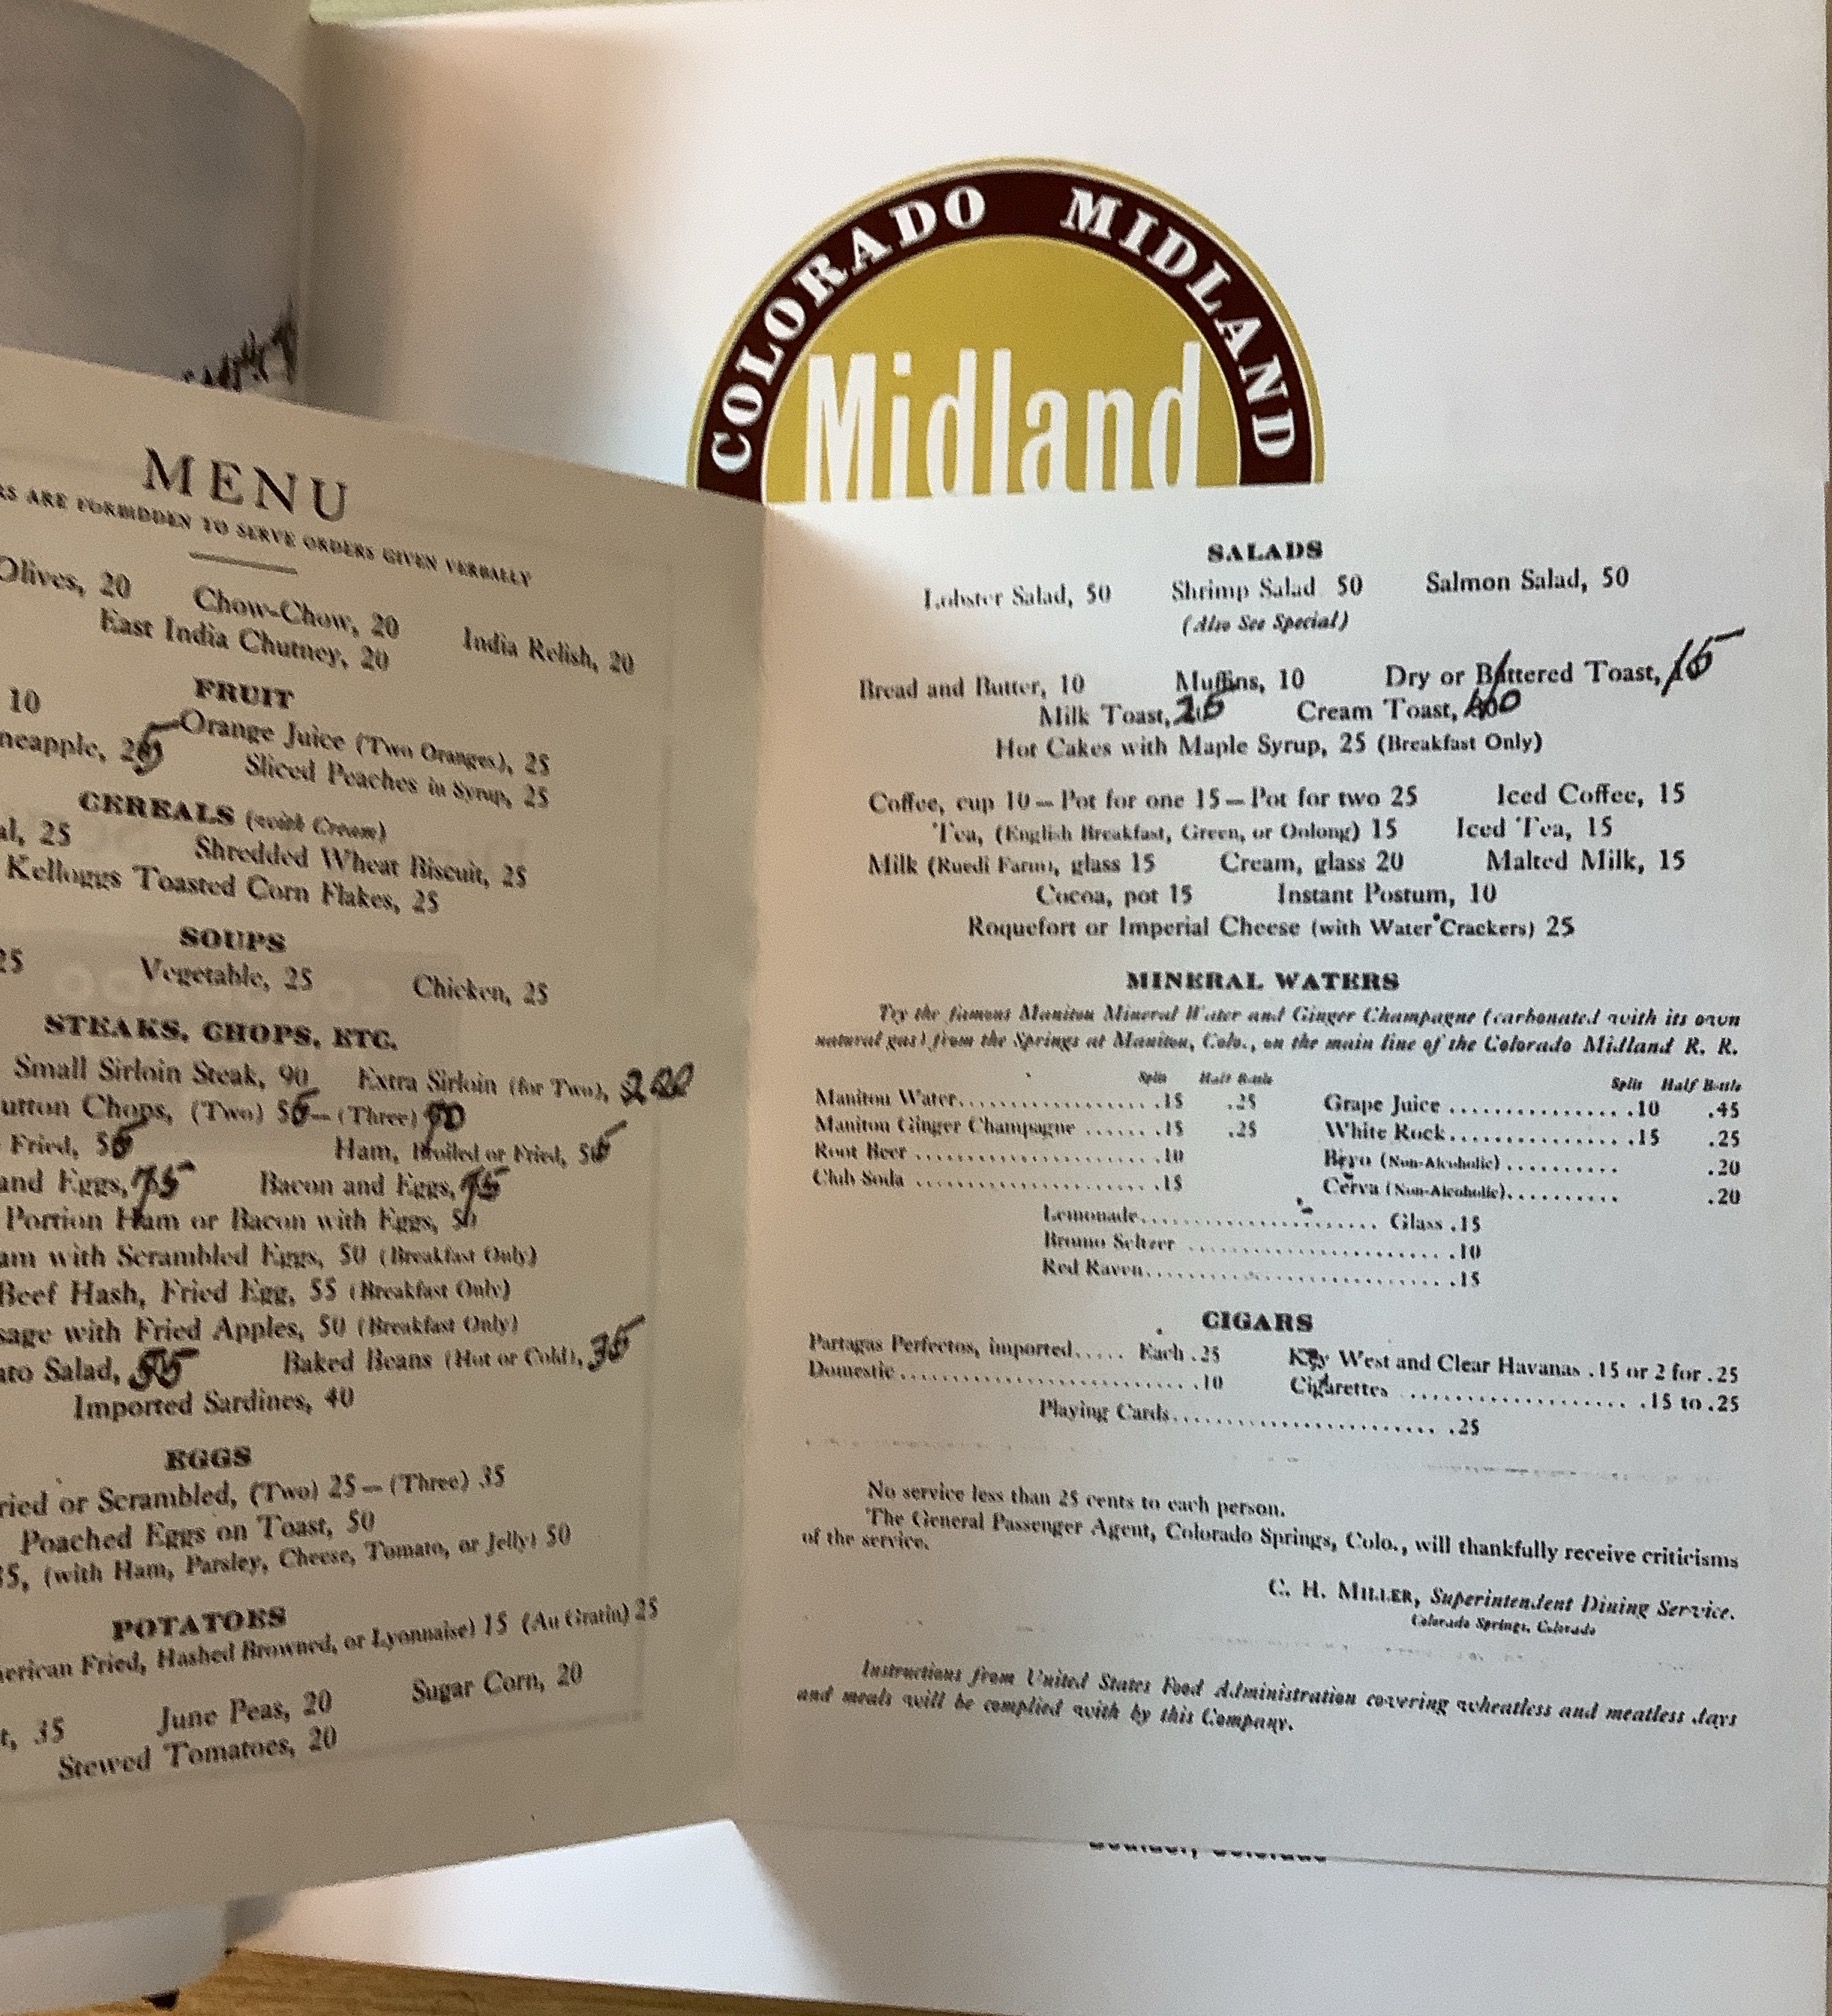 COLORADO MIDLAND
Midland
MENU
ARE FORBIDDEN TO SERVE ORDERS GIVEN VERBALLY
Olives, 20 Chow-Chow, 20 India Relish, 20
East India Chutney, 20
FRUIT
10 Orange Juice (Two Oranges), 25
Sliced Peaches in Syrup, 25
CEREALS (with Cream)
25 Shredded Wheat Biscuit, 25
Kelloggs Toasted Corn Flakes, 25
SOUPS
25 Vegetable, 25 Chicken, 25
STEAKS, CHOPS, ETC.
Small Sirloin Steak, 90 Extra Sirloin (for Two), 200
Chops, (Two) 55 — (Three) 90
Fried, 55 Ham, Broiled or Fried, 55
and Eggs, 75 Bacon and Eggs, 75
Portion Ham or Bacon with Eggs, 50
with Scrambled Eggs, 50 (Breakfast Only)
Beef Hash, Fried Egg, 55 (Breakfast Only)
with Fried Apples, 50 (Breakfast Only)
Salad, 35 Baked Beans (Hot or Cold), 35
Imported Sardines, 40
EGGS
or Scrambled, (Two) 25 — (Three) 35
Poached Eggs on Toast, 50
(with Ham, Parsley, Cheese, Tomato, or Jelly) 50
POTATOES
Fried, Hashed Browned, or Lyonnaise) 15 (Au Gratin) 25
35 June Peas, 20 Sugar Corn, 20
Stewed Tomatoes, 20
SALADS
Lobster Salad, 50 Shrimp Salad 50 Salmon Salad, 50
(Also See Special)
Bread and Butter, 10 Muffins, 10 Dry or Buttered Toast, 15
Milk Toast, 25 Cream Toast, 40
Hot Cakes with Maple Syrup, 25 (Breakfast Only)
Coffee, cup 10 — Pot for one 15 — Pot for two 25 Iced Coffee, 15
Tea, (English Breakfast, Green, or Oolong) 15 Iced Tea, 15
Milk (Ruedi Farm), glass 15 Cream, glass 20 Malted Milk, 15
Cocoa, pot 15 Instant Postum, 10
Roquefort or Imperial Cheese (with Water Crackers) 25
MINERAL WATERS
Try the famous Manitou Mineral Water and Ginger Champagne (carbonated with its own
natural gas) from the Springs at Manitou, Colo., on the main line of the Colorado Midland R. R.
Split Half Bottle Split Half Bottle
Manitou Water .15 .25 Grape Juice .10 .45
Manitou Ginger Champagne .15 .25 White Rock .15 .25
Root Beer .10 Bevo (Non-Alcoholic) .20
Club Soda .15 Cerva (Non-Alcoholic) .20
Lemonade Glass .15
Bromo Seltzer .10
Red Raven .15
CIGARS
Partagas Perfectos, imported Each .25 Key West and Clear Havanas .15 or 2 for .25
Domestic .10 Cigarettes .15 to .25
Playing Cards .25
No service less than 25 cents to each person.
The General Passenger Agent, Colorado Springs, Colo., will thankfully receive criticisms
of the service.
C. H. MILLER, Superintendent Dining Service.
Colorado Springs, Colorado
Instructions from United States Food Administration covering wheatless and meatless days
and meals will be complied with by this Company.